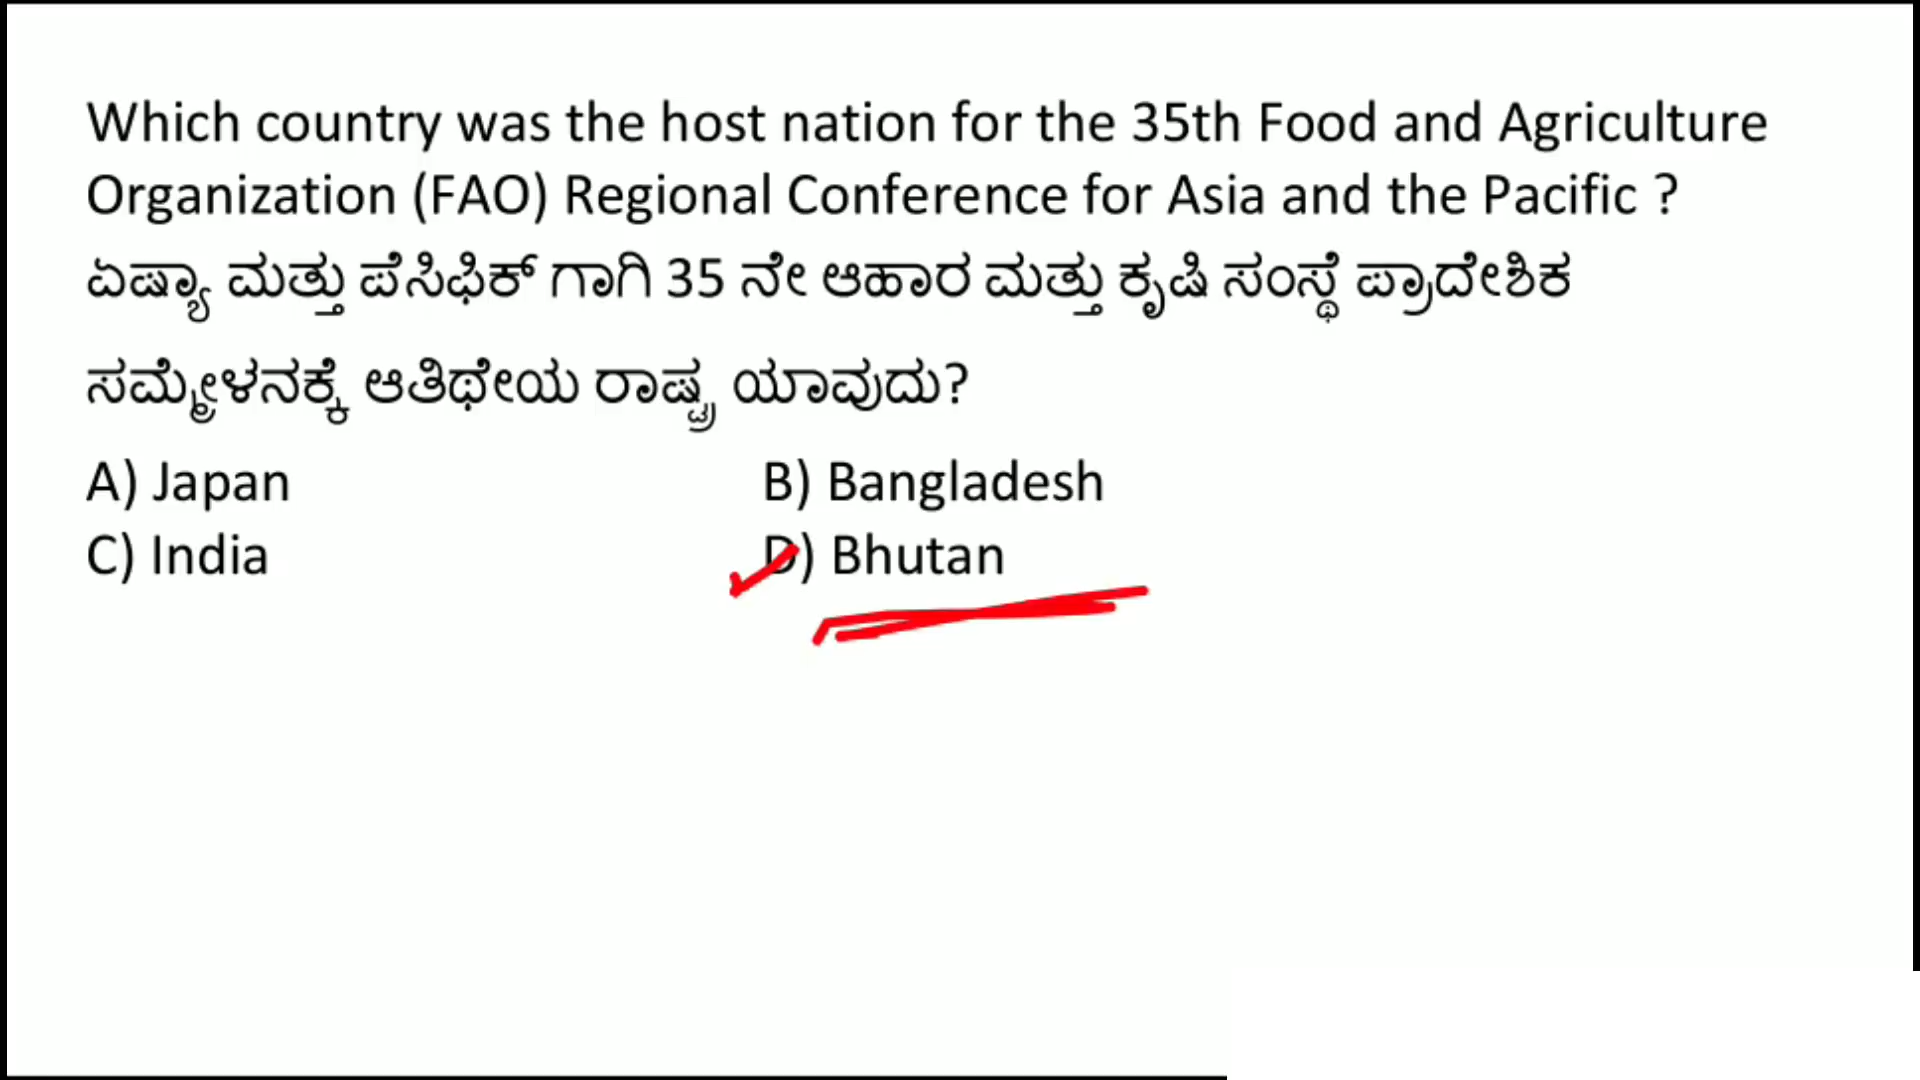 Which country was the host nation for the 35th Food and Agriculture
Organization (FAO) Regional Conference for Asia and the Pacific ?
ಏಷ್ಯಾ ಮತ್ತು ಪೆಸಿಫಿಕ್ ಗಾಗಿ 35 ನೇ ಆಹಾರ ಮತ್ತು ಕೃಷಿ ಸಂಸ್ಥೆ ಪ್ರಾದೇಶಿಕ
ಸಮ್ಮೇಳನಕ್ಕೆ ಆತಿಥೇಯ ರಾಷ್ಟ್ರ ಯಾವುದು?
A) Japan B) Bangladesh
C) India D) Bhutan